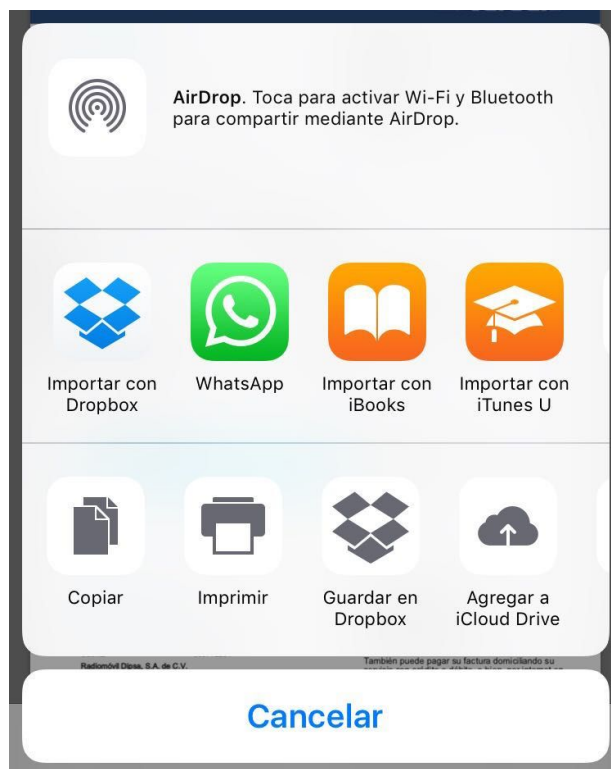 AirDrop. Toca para activar Wi-Fi y Bluetooth
para compartir mediante AirDrop.
Importar con
Dropbox
WhatsApp
Importar con
iBooks
Importar con
iTunes U
Copiar
Imprimir
Guardar en
Dropbox
Agregar a
iCloud Drive
Radiomóvil Dipsa, S.A. de C.V.
También puede pagar su factura domiciliando su
Cancelar